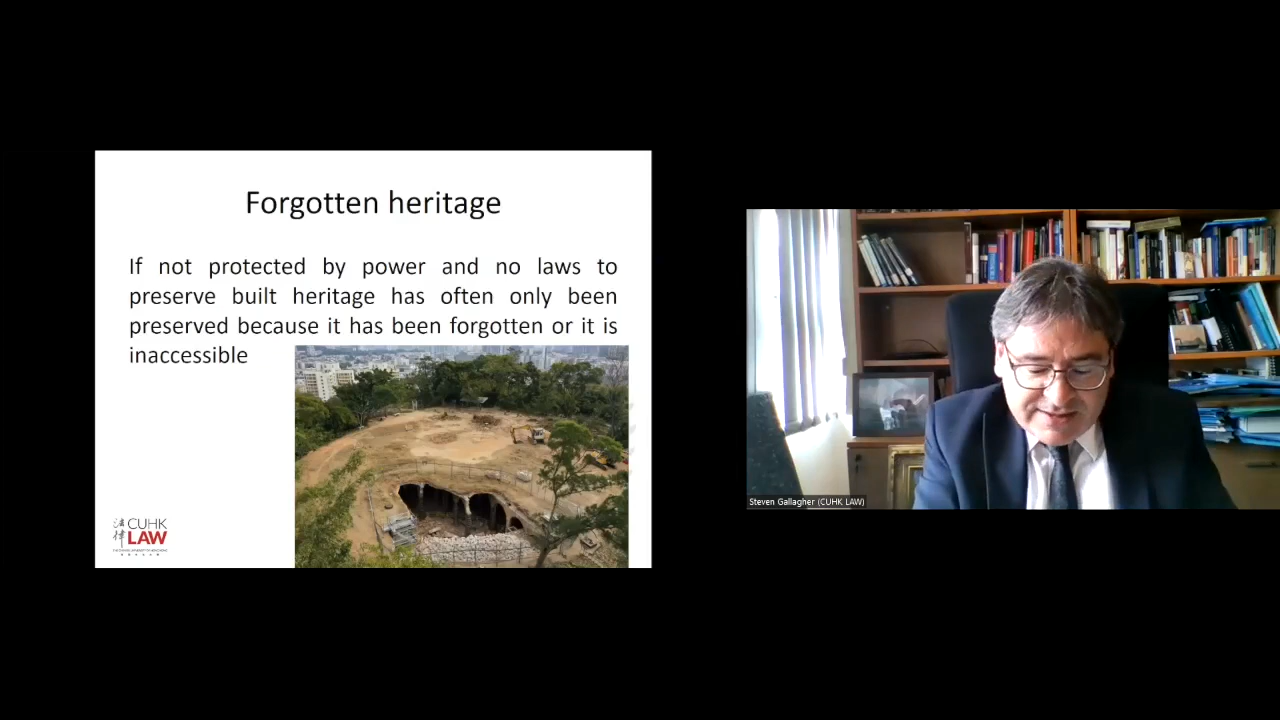 Forgotten heritage
If not protected by power and no laws to
preserve built heritage has often only been
preserved because it has been forgotten or it is
inaccessible
CUHK
LAW
Steven Gallagher (CUHK LAW)